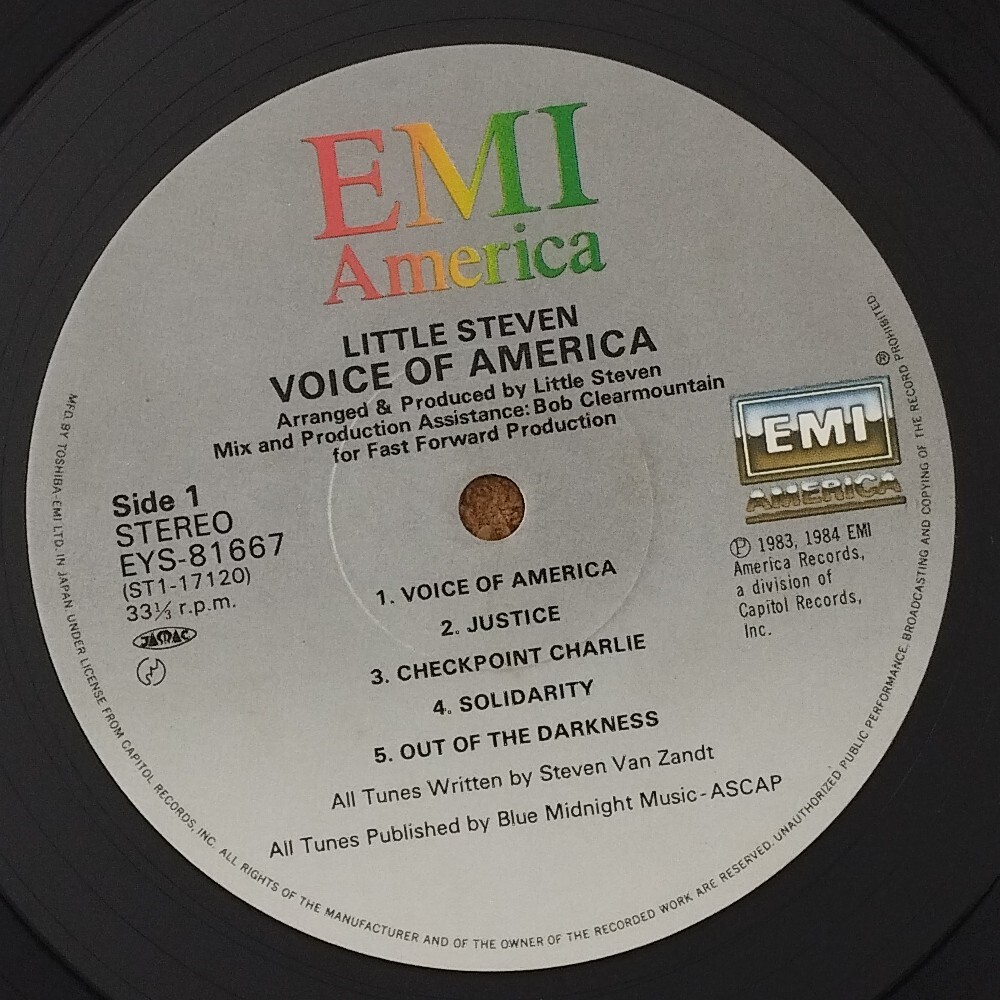 EMI
America
LITTLE STEVEN
VOICE OF AMERICA
Arranged & Produced by Little Steven
Mix and Production Assistance: Bob Clearmountain
for Fast Forward Production
Side 1
STEREO
EYS-81667
(ST1-17120)
33⅓ r.p.m.
JASRAC
®
EMI
AMERICA
Ⓟ 1983, 1984 EMI
America Records,
a division of
Capitol Records,
Inc.
1. VOICE OF AMERICA
2. JUSTICE
3. CHECKPOINT CHARLIE
4. SOLIDARITY
5. OUT OF THE DARKNESS
All Tunes Written by Steven Van Zandt
All Tunes Published by Blue Midnight Music-ASCAP
MFD. BY TOSHIBA-EMI LTD. IN JAPAN. UNDER LICENSE FROM CAPITOL RECORDS, INC. ALL RIGHTS OF THE MANUFACTURER AND OF THE OWNER OF THE RECORDED WORK ARE RESERVED. UNAUTHORIZED PUBLIC PERFORMANCE, BROADCASTING AND COPYING OF THE RECORD PROHIBITED.